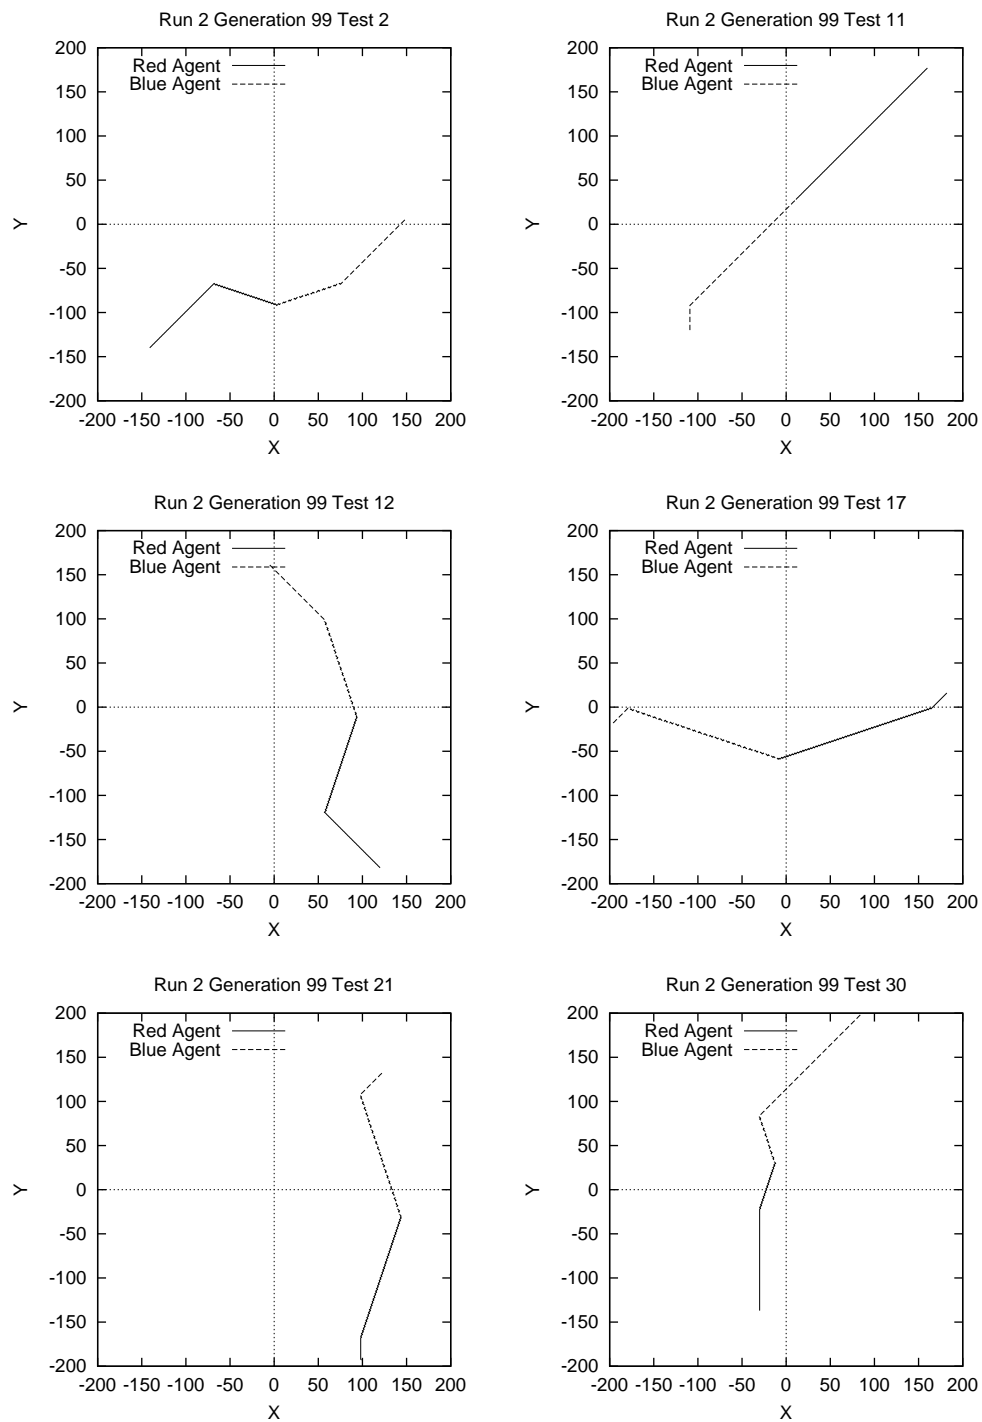 Run 2 Generation 99 Test 2
200
Red Agent
Blue Agent
150
100
50
Y
0
-50
-100
-150
-200
-200 -150 -100 -50 0 50 100 150 200
X
Run 2 Generation 99 Test 11
200
Red Agent
Blue Agent
150
100
50
Y
0
-50
-100
-150
-200
-200 -150 -100 -50 0 50 100 150 200
X
Run 2 Generation 99 Test 12
200
Red Agent
Blue Agent
150
100
50
Y
0
-50
-100
-150
-200
-200 -150 -100 -50 0 50 100 150 200
X
Run 2 Generation 99 Test 17
200
Red Agent
Blue Agent
150
100
50
Y
0
-50
-100
-150
-200
-200 -150 -100 -50 0 50 100 150 200
X
Run 2 Generation 99 Test 21
200
Red Agent
Blue Agent
150
100
50
Y
0
-50
-100
-150
-200
-200 -150 -100 -50 0 50 100 150 200
X
Run 2 Generation 99 Test 30
200
Red Agent
Blue Agent
150
100
50
Y
0
-50
-100
-150
-200
-200 -150 -100 -50 0 50 100 150 200
X